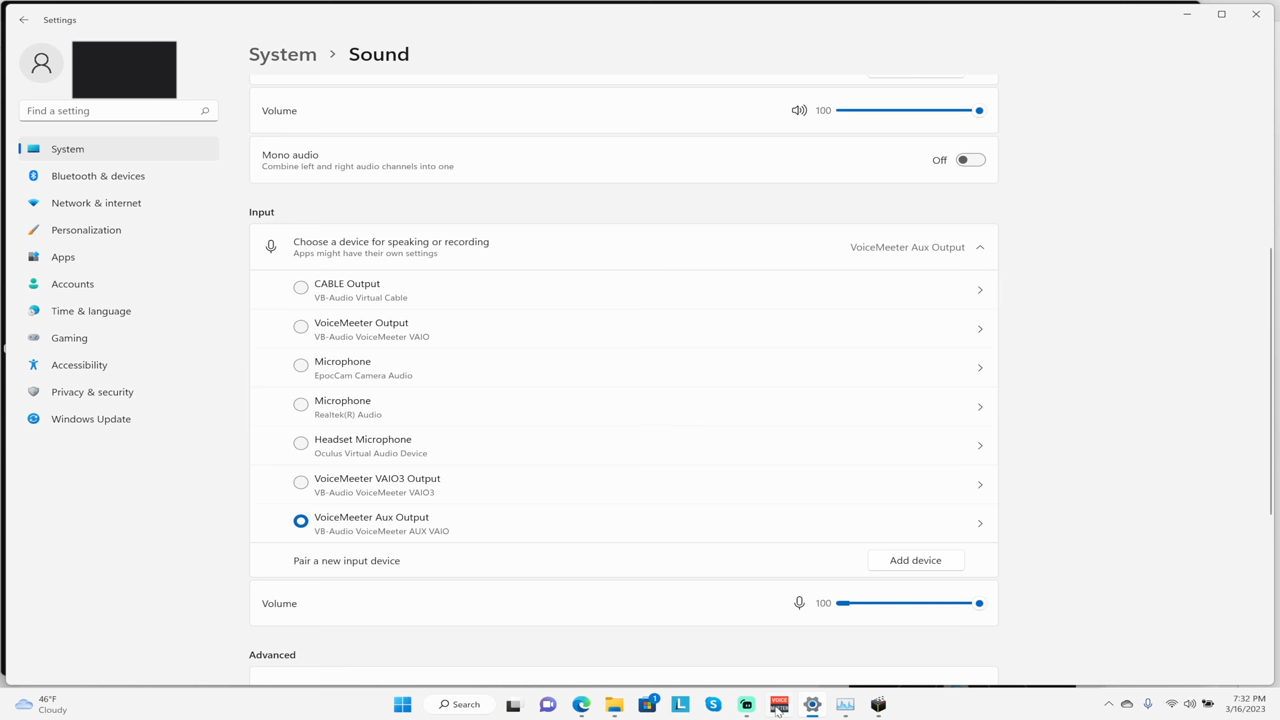 Settings
System > Sound
Find a setting
System
Bluetooth & devices
Network & internet
Personalization
Apps
Accounts
Time & language
Gaming
Accessibility
Privacy & security
Windows Update
Volume
100
Mono audio
Combine left and right audio channels into one
Off
Input
Choose a device for speaking or recording
Apps might have their own settings
VoiceMeeter Aux Output
CABLE Output
VB-Audio Virtual Cable
VoiceMeeter Output
VB-Audio VoiceMeeter VAIO
Microphone
EpocCam Camera Audio
Microphone
Realtek(R) Audio
Headset Microphone
Oculus Virtual Audio Device
VoiceMeeter VAIO3 Output
VB-Audio VoiceMeeter VAIO3
VoiceMeeter Aux Output
VB-Audio VoiceMeeter AUX VAIO
Pair a new input device
Add device
Volume
100
Advanced
46°F
Cloudy
Search
1
L
VOICE
7:32 PM
3/16/2023